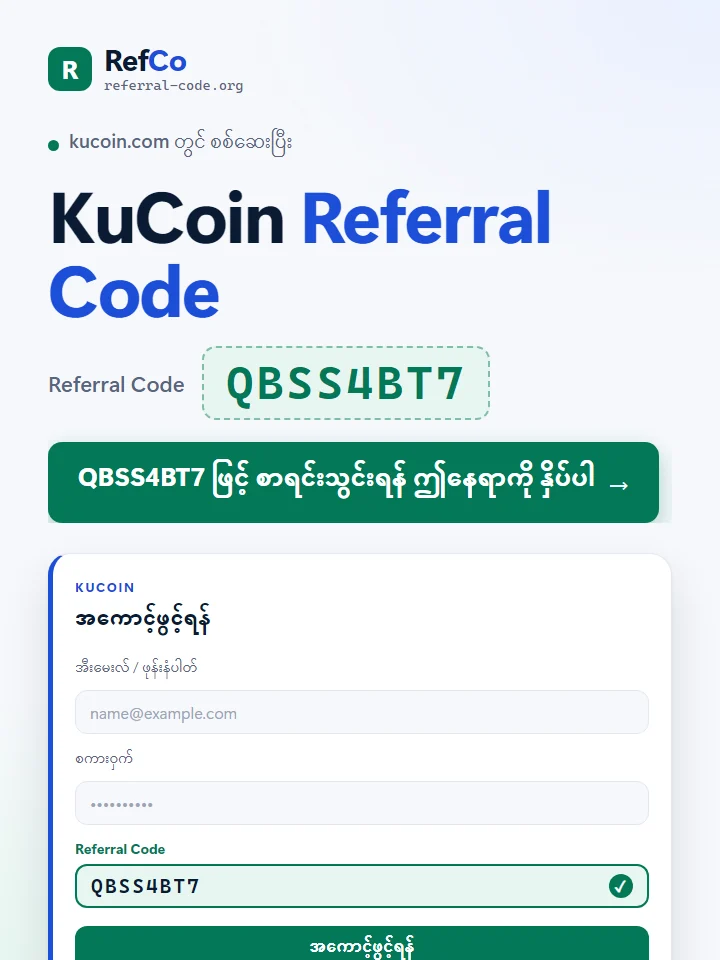 R
RefCo
referral-code.org
kucoin.com တွင် စစ်ဆေးပြီး
KuCoin Referral
Code
Referral Code
QBSS4BT7
QBSS4BT7 ဖြင့် စာရင်းသွင်းရန် ဤနေရာကို နှိပ်ပါ →
KUCOIN
အကောင့်ဖွင့်ရန်
အီးမေးလ် / ဖုန်းနံပါတ်
name@example.com
စကားဝှက်
••••••••••
Referral Code
QBSS4BT7
အကောင့်ဖွင့်ရန်